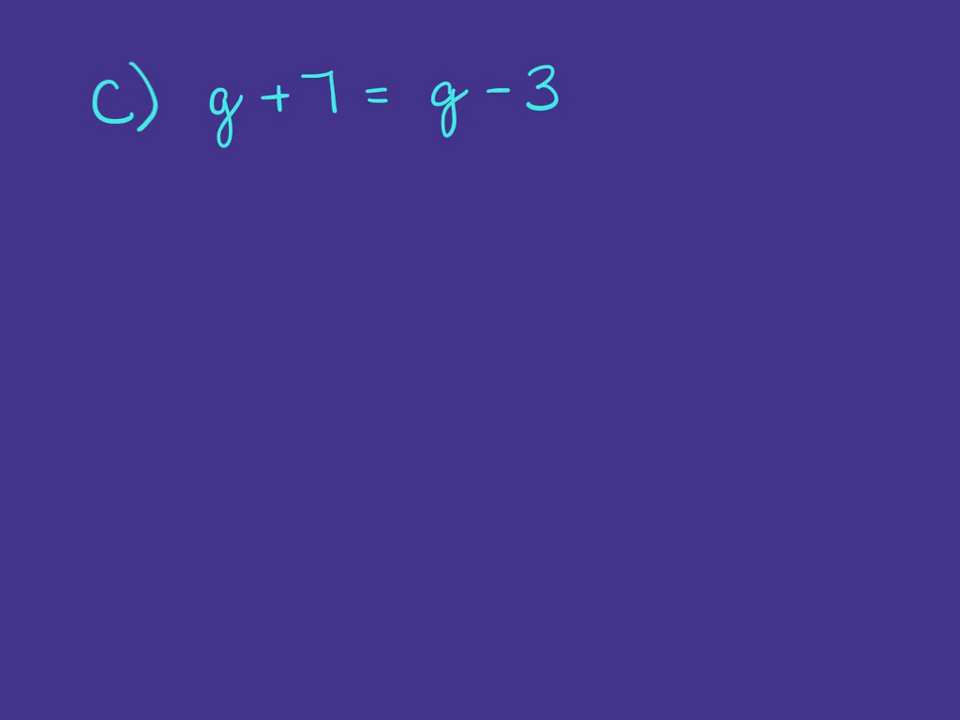 C) g + 7 = g - 3